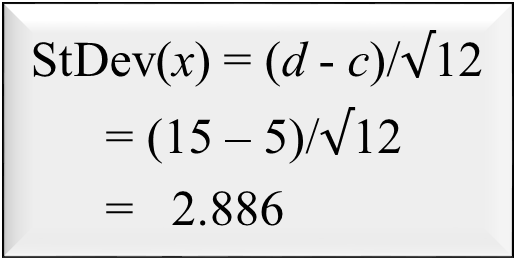 StDev(x) = (d - c)/√12
= (15 – 5)/√12
= 2.886